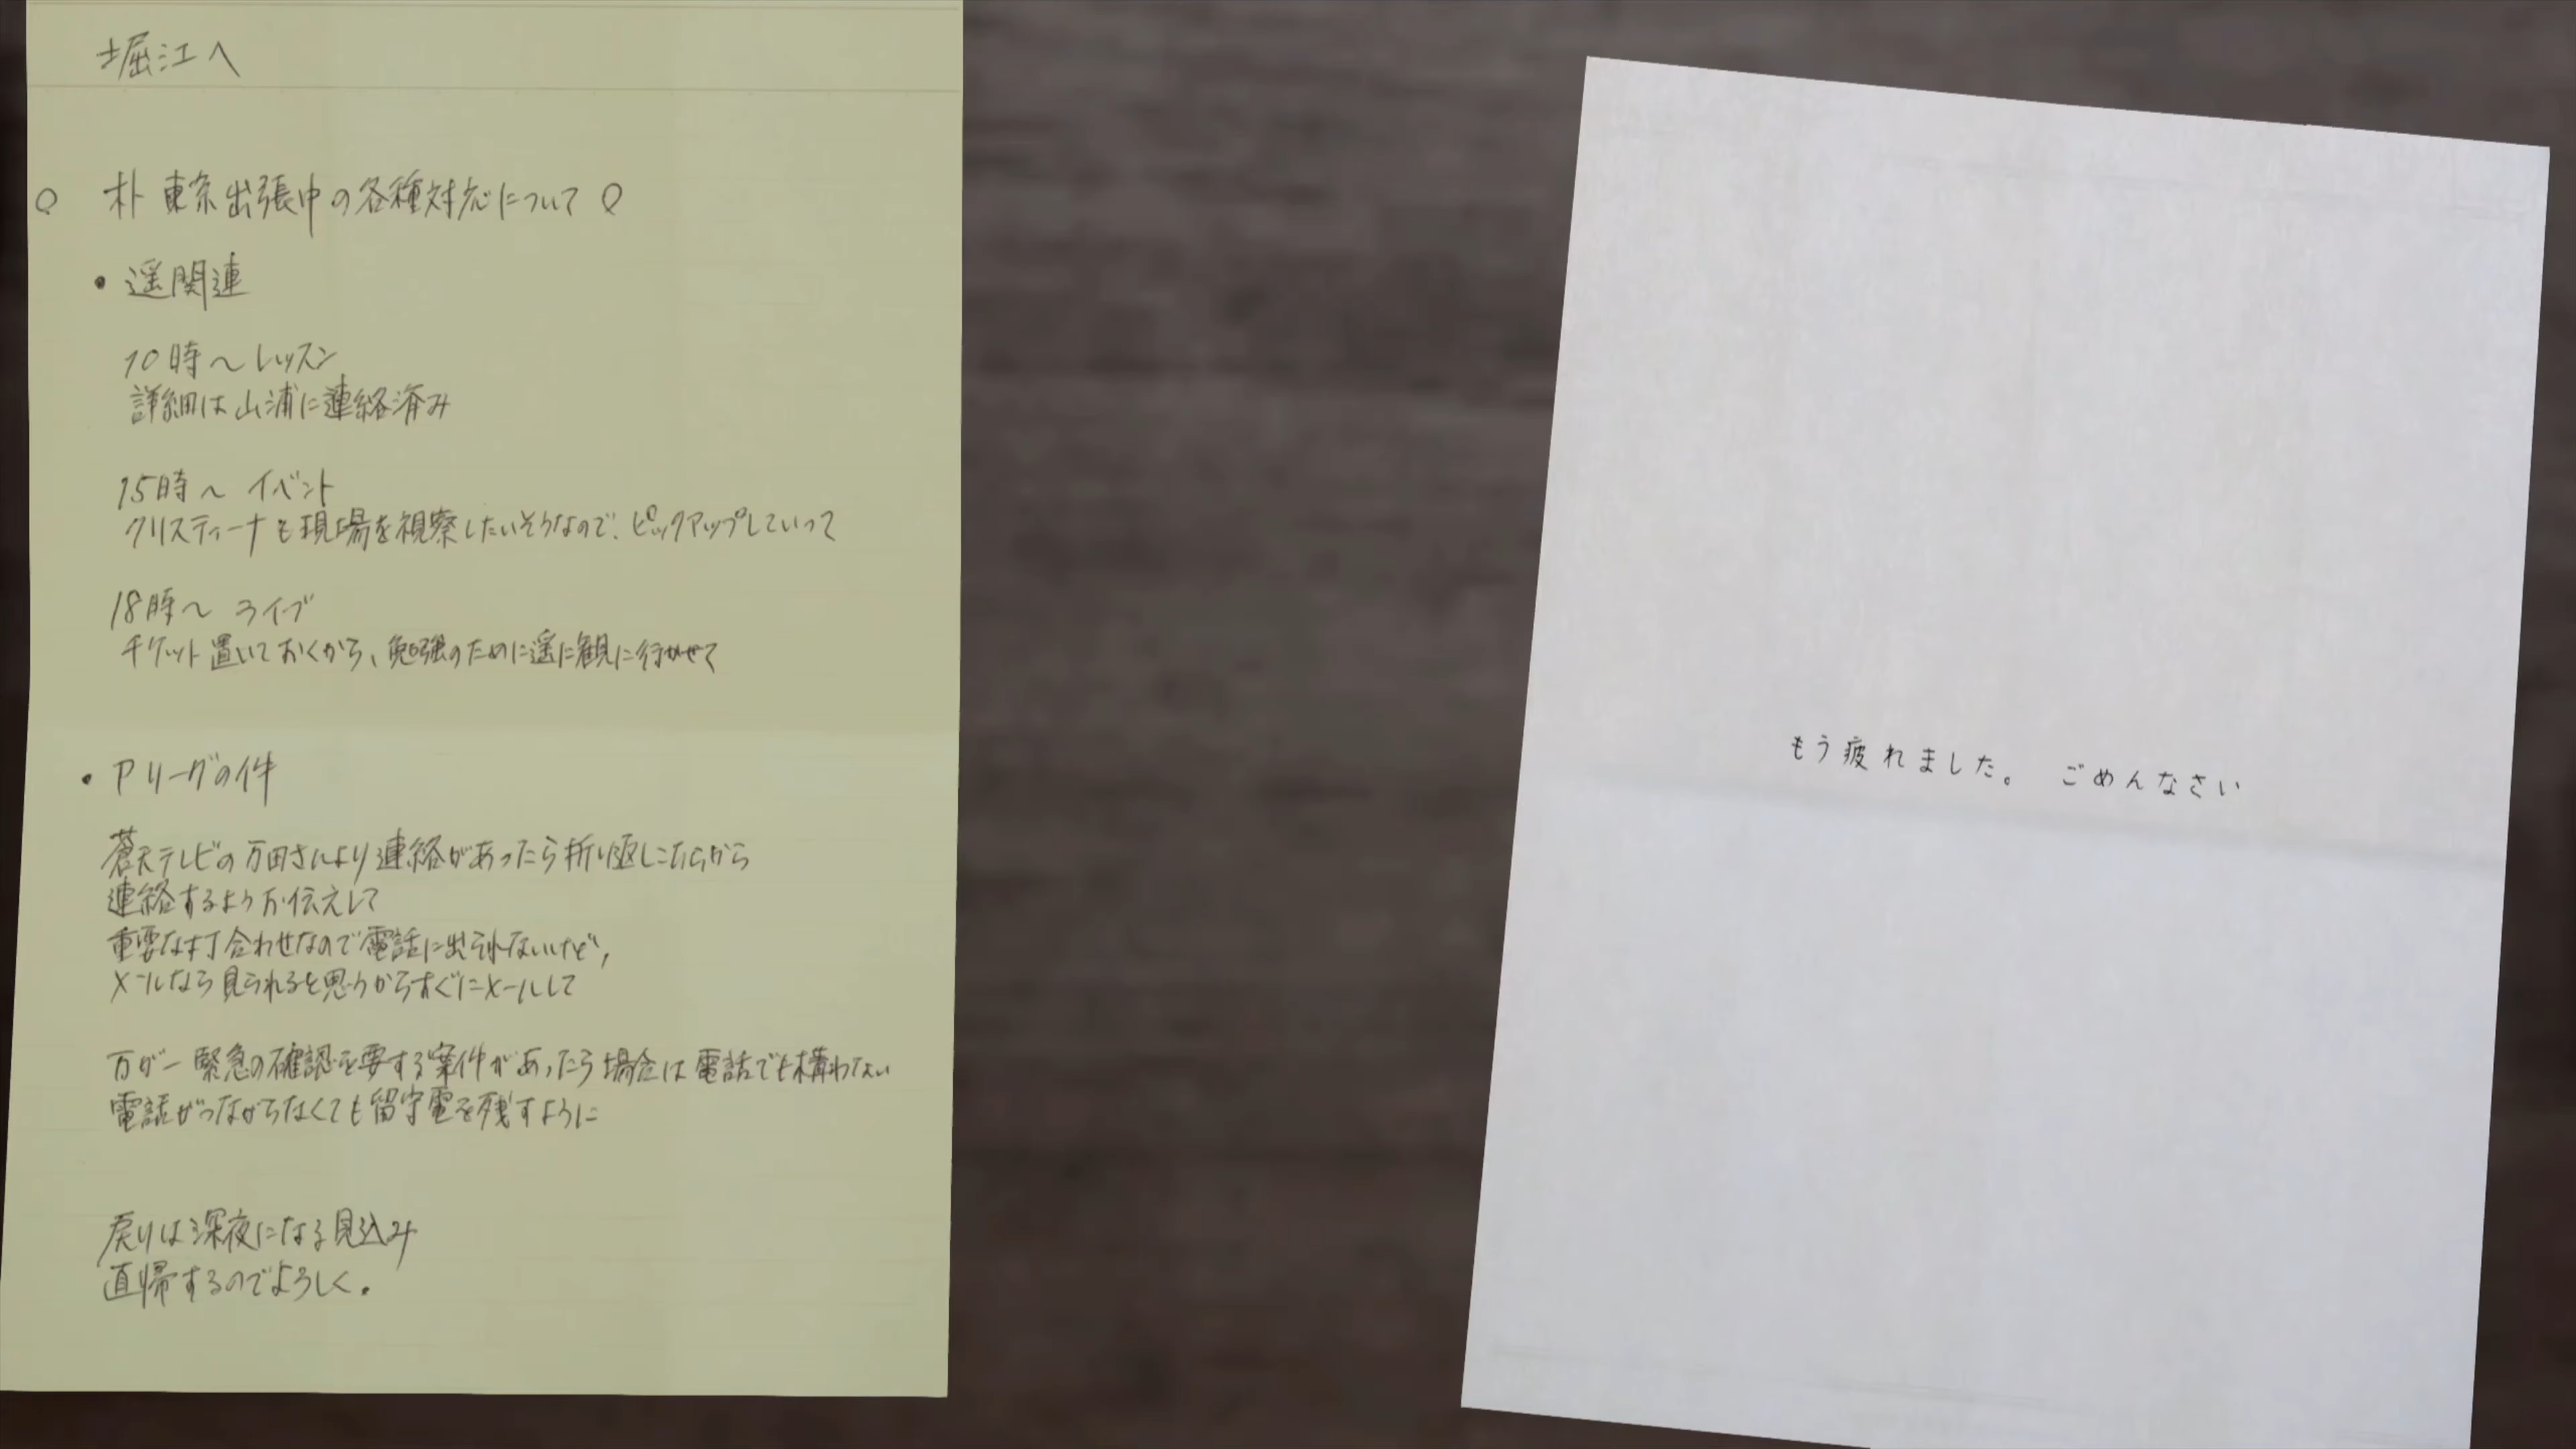 堀江へ
○ 朴 東京出張中の各種対応について ○
・遥関連
10時〜レッスン
詳細は山浦に連絡済み
15時〜 イベント
クリスティーナも現場を視察したいそうなので、ピックアップしていって
18時〜 ライブ
チケット置いておくから、勉強のために遥に観に行かせて
・Pリーグの件
蒼天テレビの万田さんより連絡があったら折り返しこちらから
連絡するよう方伝えして
重要な打合わせなので電話に出られないけど、
メールなら見られると思うからすぐにメールして
万が一緊急の確認を要する案件があったら場合は電話でも構わない
電話がつながらなくても留守電を残すように
戻りは深夜になる見込み
直帰するのでよろしく。
もう疲れました。 ごめんなさい